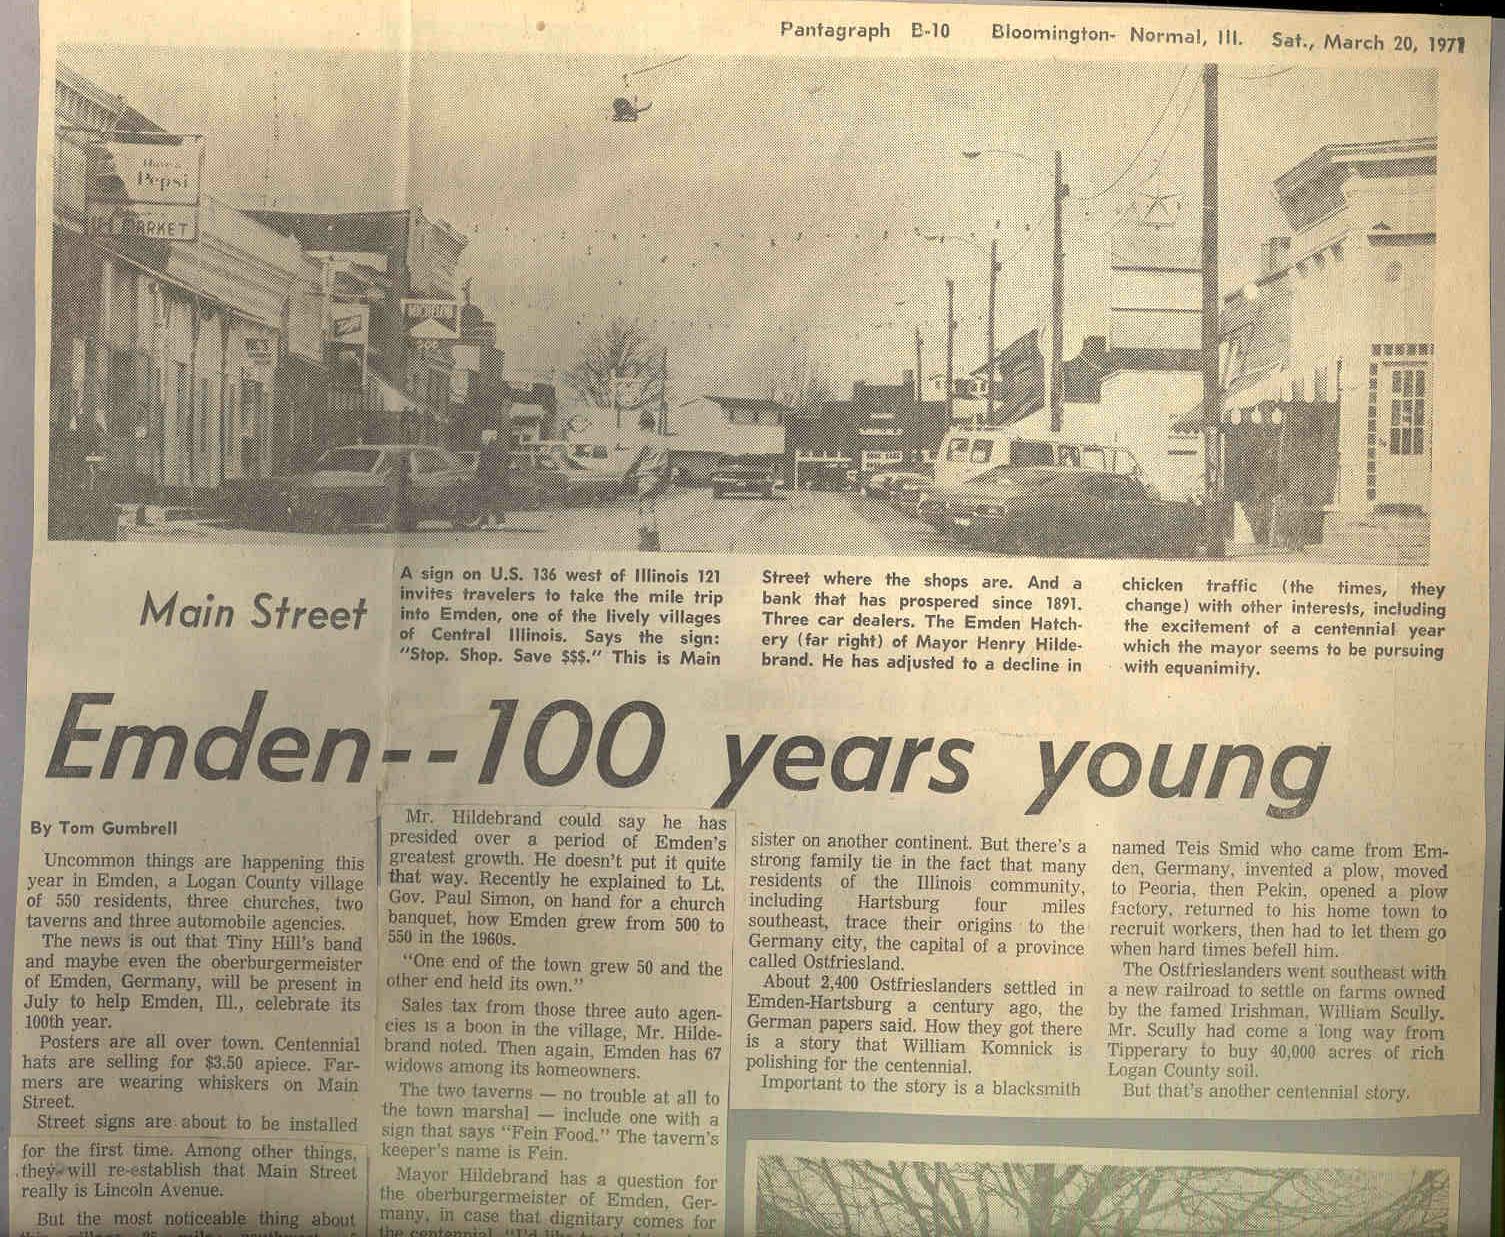 Pantagraph B-10 Bloomington- Normal, Ill. Sat., March 20, 1971
Pepsi
MARKET
Main Street
A sign on U.S. 136 west of Illinois 121
invites travelers to take the mile trip
into Emden, one of the lively villages
of Central Illinois. Says the sign:
"Stop. Shop. Save $$$." This is Main
Street where the shops are. And a
bank that has prospered since 1891.
Three car dealers. The Emden Hatch-
ery (far right) of Mayor Henry Hilde-
brand. He has adjusted to a decline in
chicken traffic (the times, they
change) with other interests, including
the excitement of a centennial year
which the mayor seems to be pursuing
with equanimity.
Emden--100 years young
By Tom Gumbrell
Uncommon things are happening this
year in Emden, a Logan County village
of 550 residents, three churches, two
taverns and three automobile agencies.
The news is out that Tiny Hill's band
and maybe even the oberburgermeister
of Emden, Germany, will be present in
July to help Emden, Ill., celebrate its
100th year.
Posters are all over town. Centennial
hats are selling for $3.50 apiece. Far-
mers are wearing whiskers on Main
Street.
Street signs are about to be installed
for the first time. Among other things,
they will re-establish that Main Street
really is Lincoln Avenue.
But the most noticeable thing about
this village 25 miles southwest of
Mr. Hildebrand could say he has
presided over a period of Emden's
greatest growth. He doesn't put it quite
that way. Recently he explained to Lt.
Gov. Paul Simon, on hand for a church
banquet, how Emden grew from 500 to
550 in the 1960s.
"One end of the town grew 50 and the
other end held its own."
Sales tax from those three auto agen-
cies is a boon in the village, Mr. Hilde-
brand noted. Then again, Emden has 67
widows among its homeowners.
The two taverns — no trouble at all to
the town marshal — include one with a
sign that says "Fein Food." The tavern's
keeper's name is Fein.
Mayor Hildebrand has a question for
the oberburgermeister of Emden, Ger-
many, in case that dignitary comes for
the centennial. "I'd like to
sister on another continent. But there's a
strong family tie in the fact that many
residents of the Illinois community,
including Hartsburg four miles
southeast, trace their origins to the
Germany city, the capital of a province
called Ostfriesland.
About 2,400 Ostfrieslanders settled in
Emden-Hartsburg a century ago, the
German papers said. How they got there
is a story that William Komnick is
polishing for the centennial.
Important to the story is a blacksmith
named Teis Smid who came from Em-
den, Germany, invented a plow, moved
to Peoria, then Pekin, opened a plow
factory, returned to his home town to
recruit workers, then had to let them go
when hard times befell him.
The Ostfrieslanders went southeast with
a new railroad to settle on farms owned
by the famed Irishman, William Scully.
Mr. Scully had come a long way from
Tipperary to buy 40,000 acres of rich
Logan County soil.
But that's another centennial story.